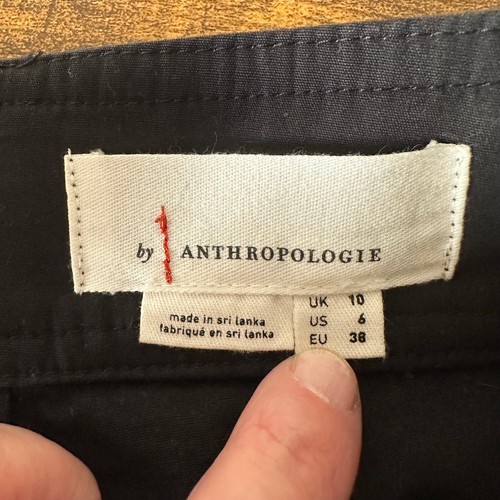 by ANTHROPOLOGIE
made in sri lanka
fabriqué en sri lanka
UK 10
US 6
EU 38